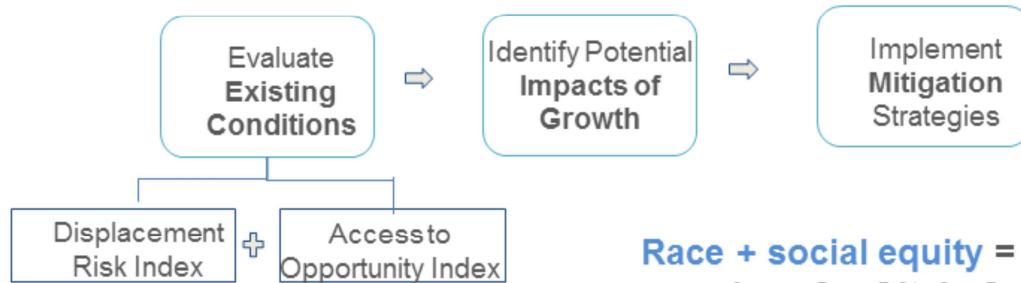 Evaluate
Existing
Conditions
Identify Potential
Impacts of
Growth
Implement
Mitigation
Strategies
Displacement
Risk Index
Access to
Opportunity Index
Race + social equity =